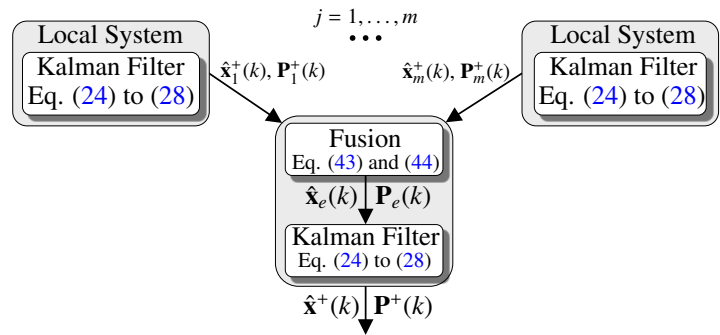 j = 1, . . . , m
Local System
Kalman Filter
Eq. (24) to (28)
x̂₁⁺(k), P₁⁺(k)
x̂ₘ⁺(k), P ₘ⁺(k)
Local System
Kalman Filter
Eq. (24) to (28)
Fusion
Eq. (43) and (44)
x̂ₑ(k) Pₑ(k)
Kalman Filter
Eq. (24) to (28)
x̂⁺(k) P⁺(k)